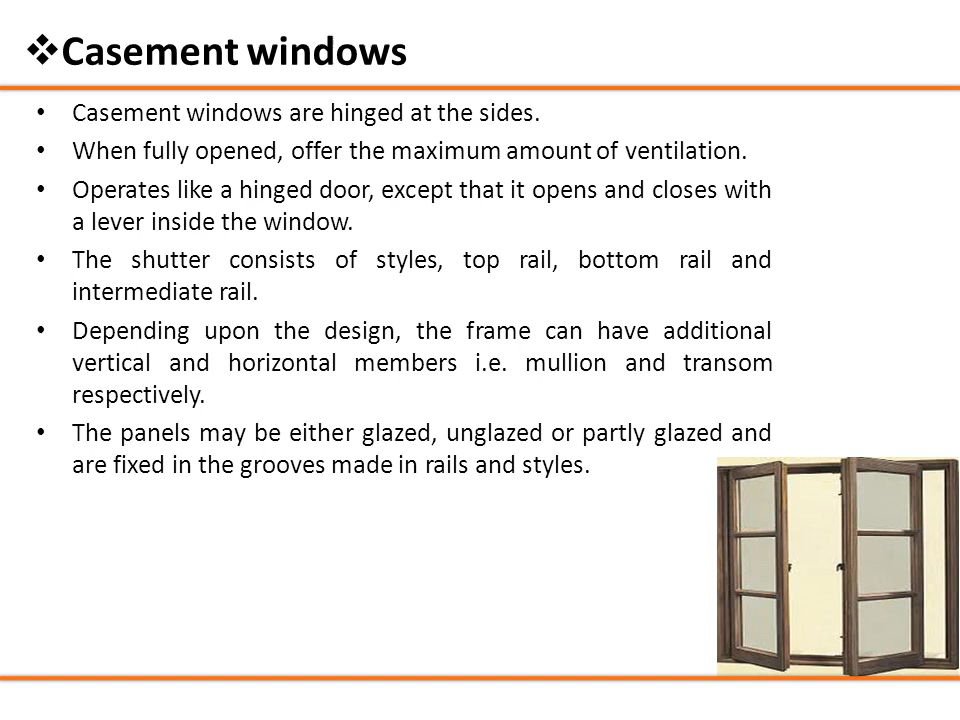 ❖Casement windows
• Casement windows are hinged at the sides.
• When fully opened, offer the maximum amount of ventilation.
• Operates like a hinged door, except that it opens and closes with
a lever inside the window.
• The shutter consists of styles, top rail, bottom rail and
intermediate rail.
• Depending upon the design, the frame can have additional
vertical and horizontal members i.e. mullion and transom
respectively.
• The panels may be either glazed, unglazed or partly glazed and
are fixed in the grooves made in rails and styles.